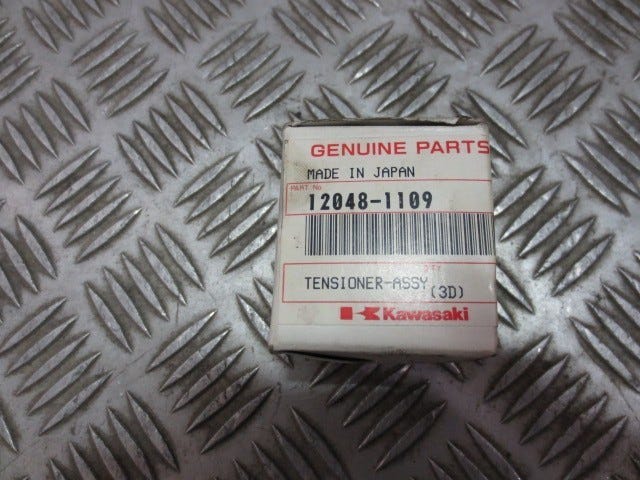 GENUINE PARTS
MADE IN JAPAN
PART No.
12048-1109
TENSIONER-ASSY
(3D)
Kawasaki